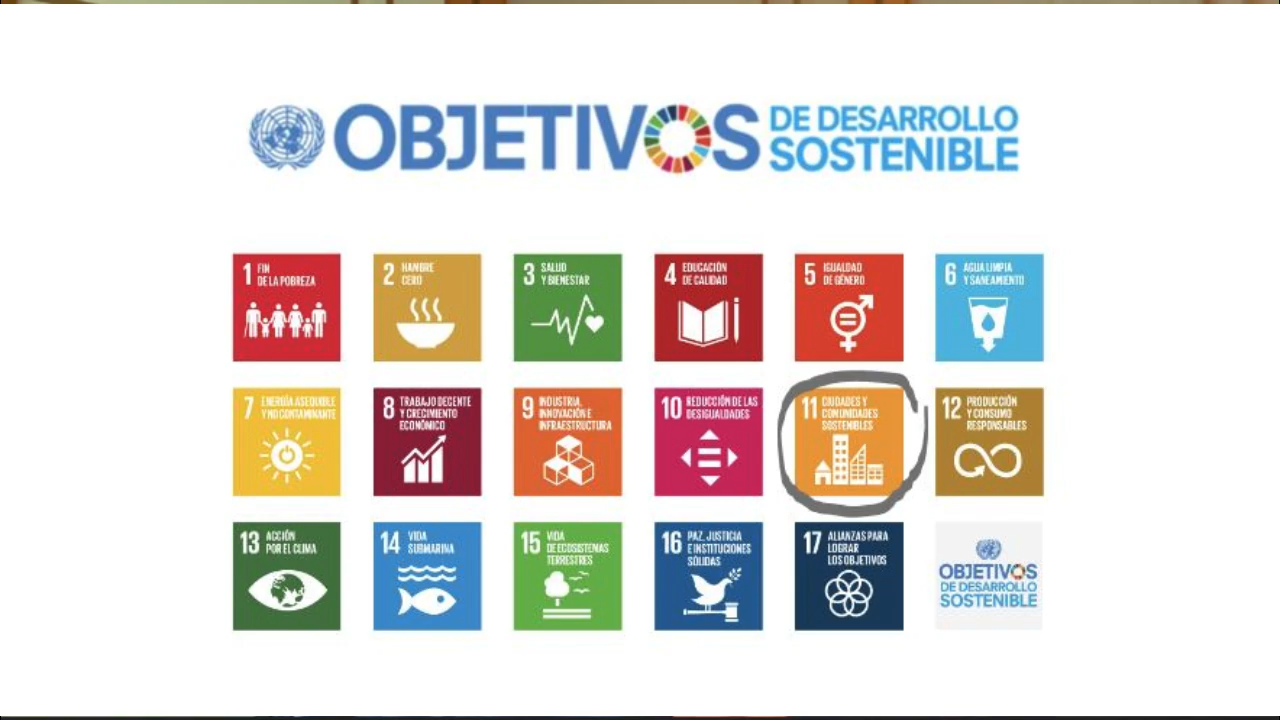 OBJETIVOS
DE DESARROLLO
SOSTENIBLE
1 FIN
DE LA POBREZA
2 HAMBRE
CERO
3 SALUD
Y BIENESTAR
4 EDUCACIÓN
DE CALIDAD
5 IGUALDAD
DE GÉNERO
6 AGUA LIMPIA
Y SANEAMIENTO
7 ENERGÍA ASEQUIBLE
Y NO CONTAMINANTE
8 TRABAJO DECENTE
Y CRECIMIENTO
ECONÓMICO
9 INDUSTRIA,
INNOVACIÓN E
INFRAESTRUCTURA
10 REDUCCIÓN DE LAS
DESIGUALDADES
11 CIUDADES Y
COMUNIDADES
SOSTENIBLES
12 PRODUCCIÓN
Y CONSUMO
RESPONSABLES
13 ACCIÓN
POR EL CLIMA
14 VIDA
SUBMARINA
15 VIDA
DE ECOSISTEMAS
TERRESTRES
16 PAZ, JUSTICIA
E INSTITUCIONES
SÓLIDAS
17 ALIANZAS PARA
LOGRAR
LOS OBJETIVOS
OBJETIVOS
DE DESARROLLO
SOSTENIBLE